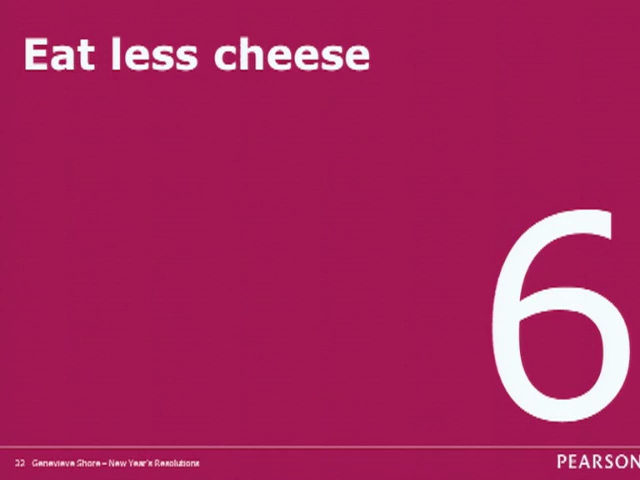 Eat less cheese
6
22 Genevieve Shore – New Year's Resolutions
PEARSON